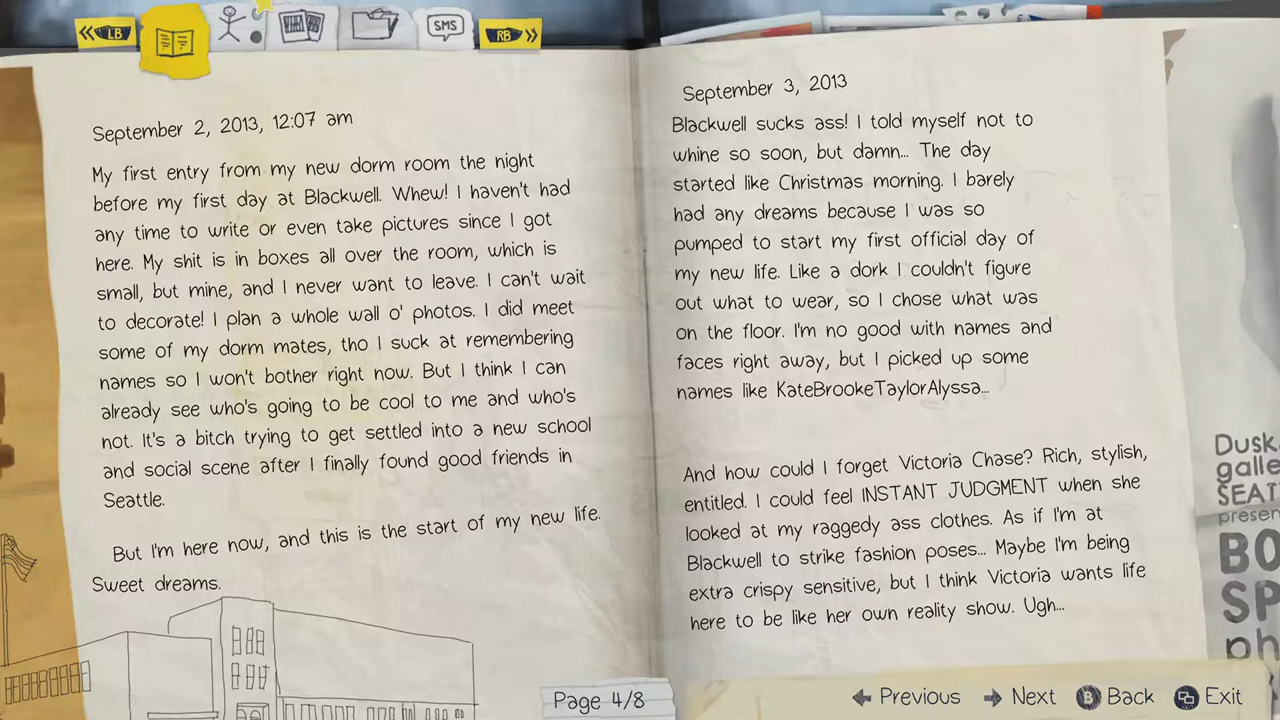 LB
SMS
RB
September 2, 2013, 12:07 am
My first entry from my new dorm room the night
before my first day at Blackwell. Whew! I haven't had
any time to write or even take pictures since I got
here. My shit is in boxes all over the room, which is
small, but mine, and I never want to leave. I can't wait
to decorate! I plan a whole wall o' photos. I did meet
some of my dorm mates, tho I suck at remembering
names so I won't bother right now. But I think I can
already see who's going to be cool to me and who's
not. It's a bitch trying to get settled into a new school
and social scene after I finally found good friends in
Seattle.
But I'm here now, and this is the start of my new life.
Sweet dreams.
September 3, 2013
Blackwell sucks ass! I told myself not to
whine so soon, but damn... The day
started like Christmas morning. I barely
had any dreams because I was so
pumped to start my first official day of
my new life. Like a dork I couldn't figure
out what to wear, so I chose what was
on the floor. I'm no good with names and
faces right away, but I picked up some
names like KateBrookeTaylorAlyssa...
And how could I forget Victoria Chase? Rich, stylish,
entitled. I could feel INSTANT JUDGMENT when she
looked at my raggedy ass clothes. As if I'm at
Blackwell to strike fashion poses... Maybe I'm being
extra crispy sensitive, but I think Victoria wants life
here to be like her own reality show. Ugh...
Dusk
galle
SEAT
presen
BO
SP
ph
Page 4/8
Previous
Next
B Back
Exit